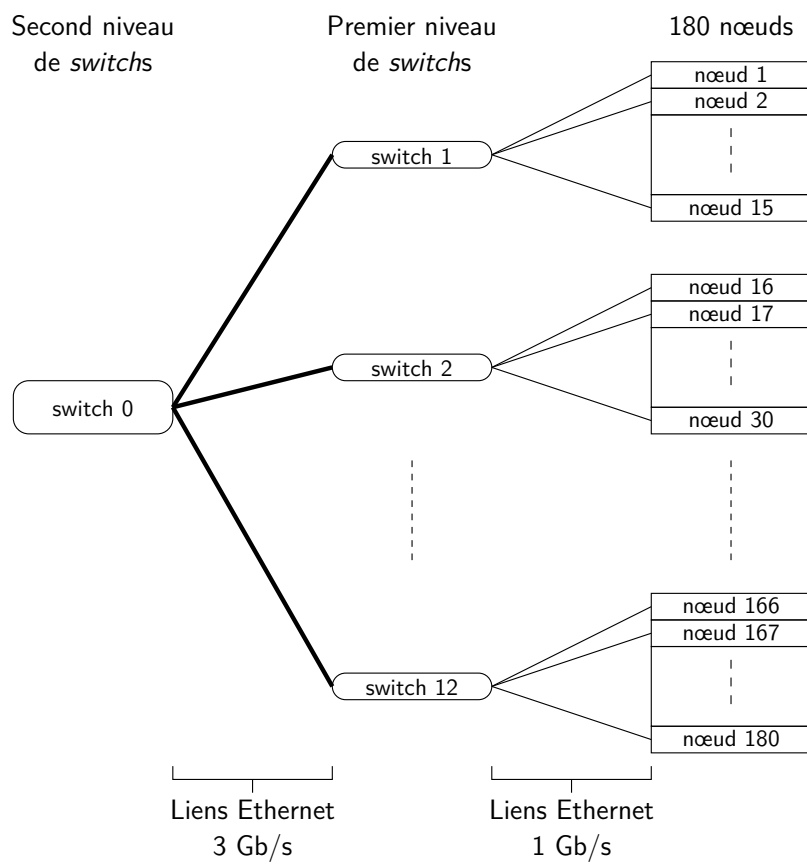 Second niveau
de switchs
Premier niveau
de switchs
180 nœuds
nœud 1
nœud 2
switch 1
nœud 15
nœud 16
nœud 17
switch 2
switch 0
nœud 30
nœud 166
nœud 167
switch 12
nœud 180
Liens Ethernet
3 Gb/s
Liens Ethernet
1 Gb/s